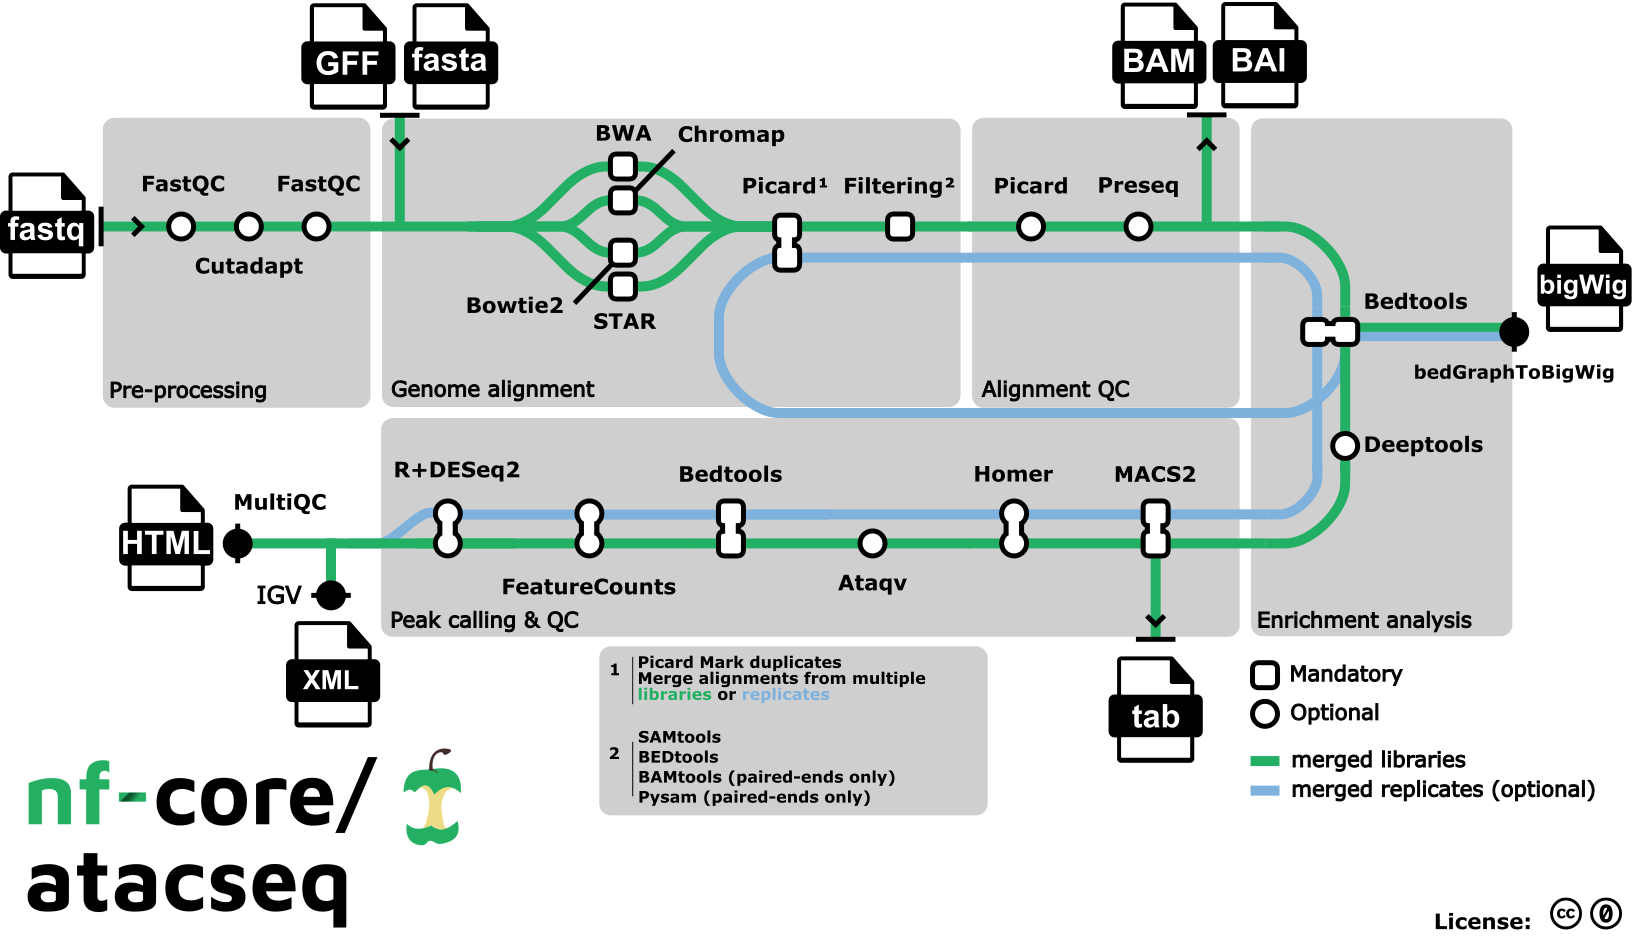 GFF
fasta
BAM
BAI
fastq
FastQC
FastQC
Cutadapt
Pre-processing
BWA
Chromap
Bowtie2
STAR
Picard¹
Filtering²
Genome alignment
Picard
Preseq
Alignment QC
bigWig
Bedtools
bedGraphToBigWig
Deeptools
Enrichment analysis
R+DESeq2
Bedtools
Homer
MACS2
FeatureCounts
Ataqv
Peak calling & QC
MultiQC
HTML
IGV
XML
tab
1
Picard Mark duplicates
Merge alignments from multiple
libraries or replicates
2
SAMtools
BEDtools
BAMtools (paired-ends only)
Pysam (paired-ends only)
Mandatory
Optional
merged libraries
merged replicates (optional)
nf-core/
atacseq
License:
cc
0